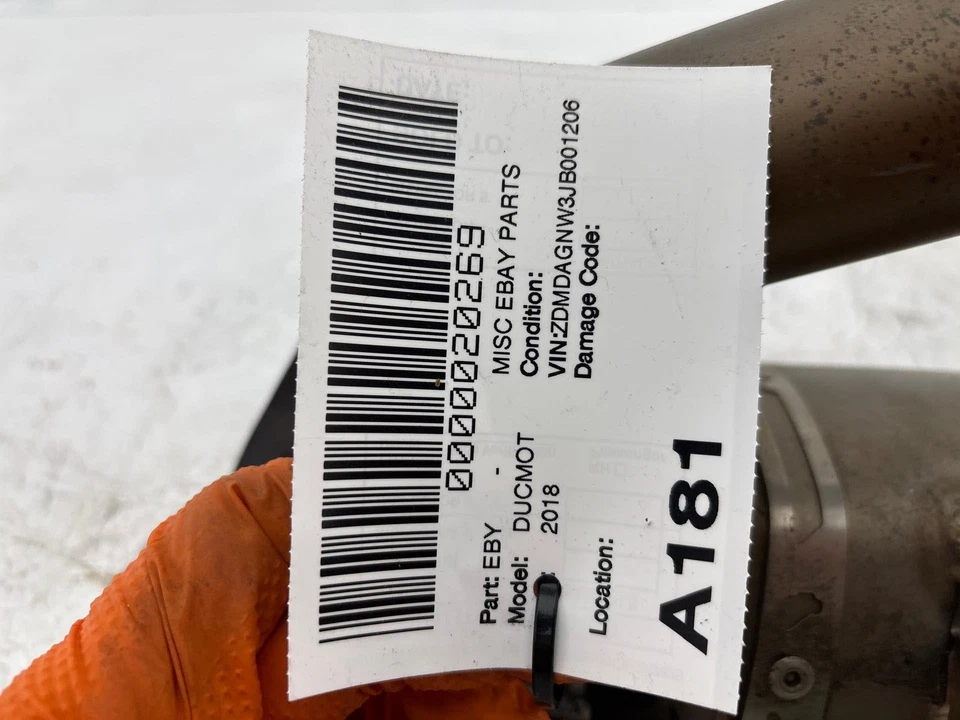 0000020269
Part: EBY - MISC EBAY PARTS
Model: DUCMOT Condition:
: 2018 VIN:ZDMDAGNW3JB001206
Damage Code:
Location:
A181